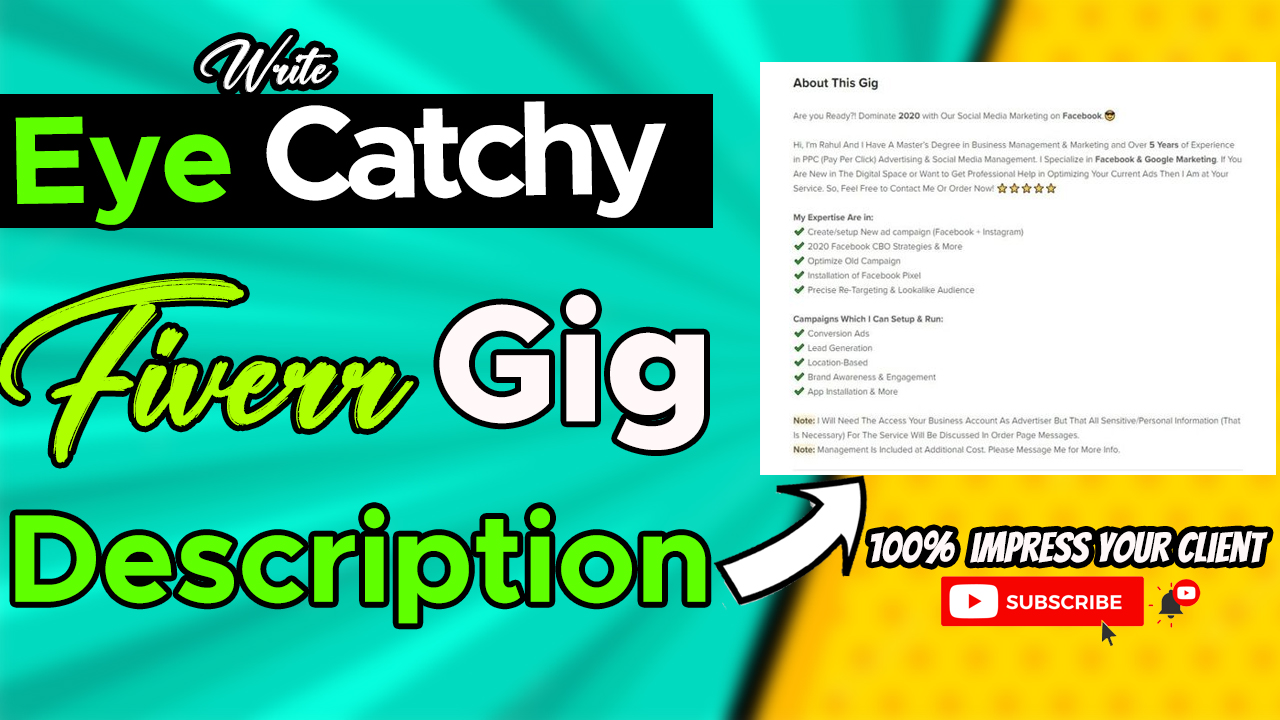 Write
Eye Catchy
Fiverr Gig
Description
About This Gig
Are you Ready?! Dominate 2020 with Our Social Media Marketing on Facebook.
Hi, I'm Rahul And I Have A Master's Degree in Business Management & Marketing and Over 5 Years of Experience
in PPC (Pay Per Click) Advertising & Social Media Management. I Specialize in Facebook & Google Marketing. If You
Are New in The Digital Space or Want to Get Professional Help in Optimizing Your Current Ads Then I Am at Your
Service. So, Feel Free to Contact Me Or Order Now!
My Expertise Are in:
Create/setup New ad campaign (Facebook + Instagram)
2020 Facebook CBO Strategies & More
Optimize Old Campaign
Installation of Facebook Pixel
Precise Re-Targeting & Lookalike Audience
Campaigns Which I Can Setup & Run:
Conversion Ads
Lead Generation
Location-Based
Brand Awareness & Engagement
App Installation & More
Note: I Will Need The Access Your Business Account As Advertiser But That All Sensitive/Personal Information (That
Is Necessary) For The Service Will Be Discussed In Order Page Messages.
Note: Management Is Included at Additional Cost. Please Message Me for More Info.
100% IMPRESS YOUR CLIENT
SUBSCRIBE